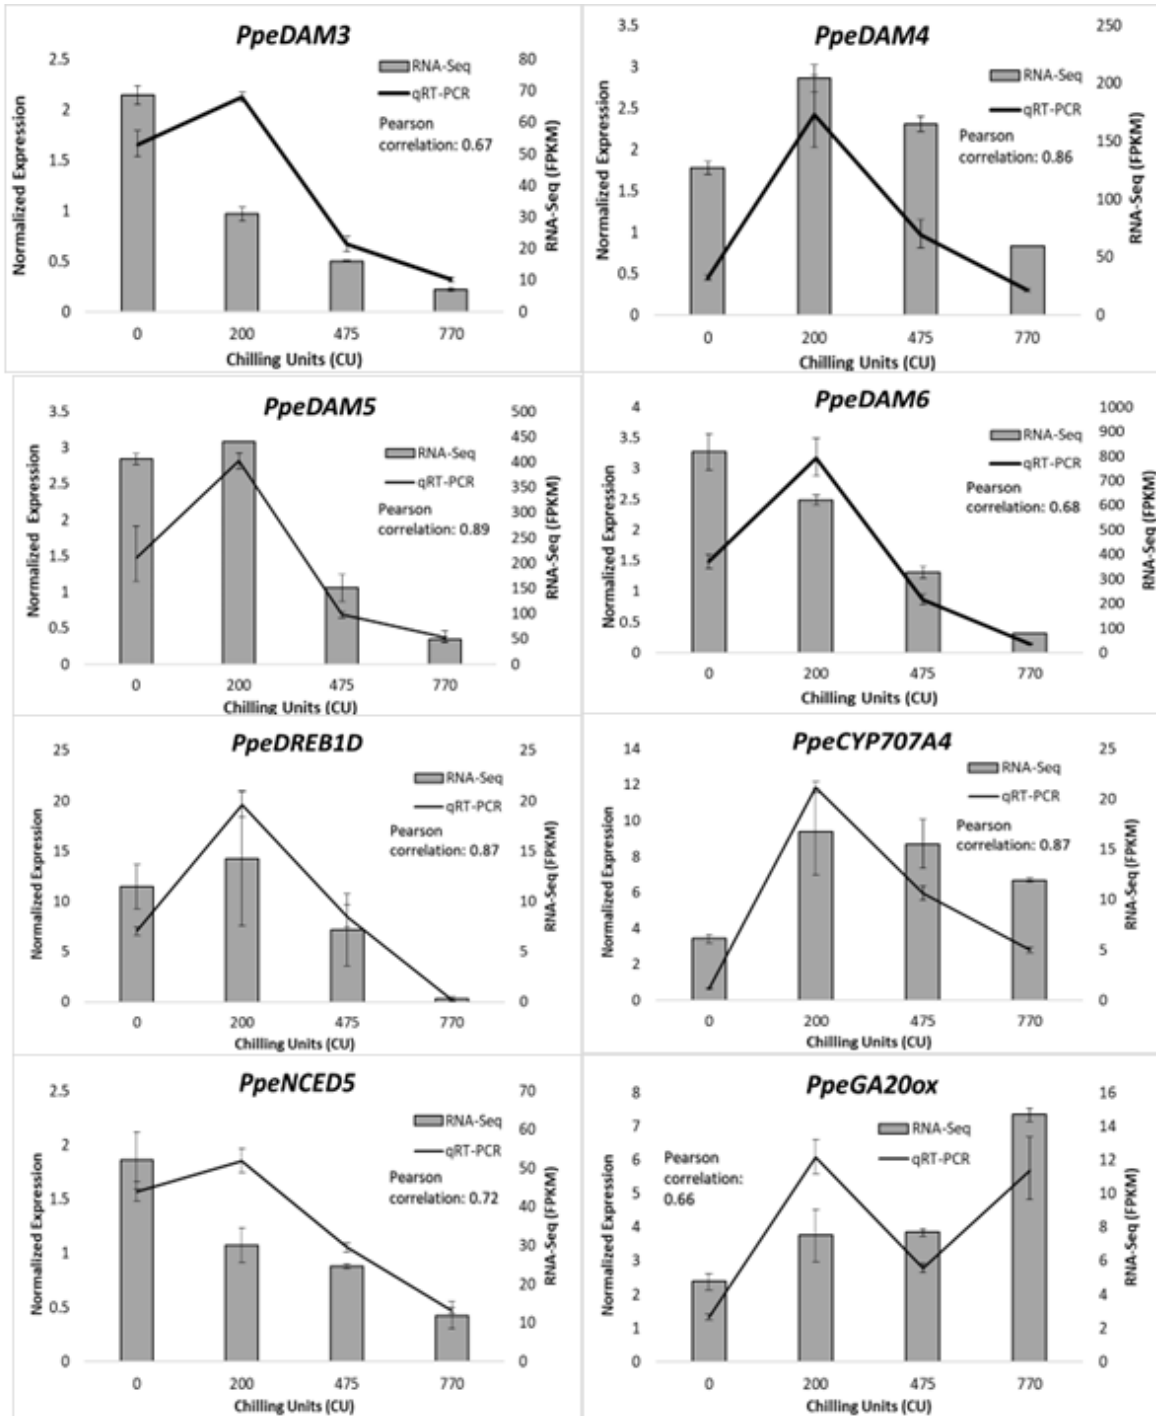 PpeDAM3
2.5
2
1.5
1
0.5
0
Normalized Expression
80
70
60
50
40
30
20
10
0
RNA-Seq (FPKM)
RNA-Seq
qRT-PCR
Pearson
correlation: 0.67
0 200 475 770
Chilling Units (CU)
PpeDAM4
3.5
3
2.5
2
1.5
1
0.5
0
Normalized Expression
250
200
150
100
50
0
RNA-Seq (FPKM)
RNA-Seq
qRT-PCR
Pearson
correlation: 0.86
0 200 475 770
Chilling Units (CU)
PpeDAM5
3.5
3
2.5
2
1.5
1
0.5
0
Normalized Expression
500
450
400
350
300
250
200
150
100
50
0
RNA-Seq (FPKM)
RNA-Seq
qRT-PCR
Pearson
correlation: 0.89
0 200 475 770
Chilling Units (CU)
PpeDAM6
4
3.5
3
2.5
2
1.5
1
0.5
0
Normalized Expression
1000
900
800
700
600
500
400
300
200
100
0
RNA-Seq (FPKM)
RNA-Seq
qRT-PCR
Pearson
correlation: 0.68
0 200 475 770
Chilling Units (CU)
PpeDREB1D
25
20
15
10
5
0
Normalized Expression
25
20
15
10
5
0
RNA-Seq (FPKM)
RNA-Seq
qRT-PCR
Pearson
correlation: 0.87
0 200 475 770
Chilling Units (CU)
PpeCYP707A4
14
12
10
8
6
4
2
0
Normalized Expression
25
20
15
10
5
0
RNA-Seq (FPKM)
RNA-Seq
qRT-PCR
Pearson
correlation: 0.87
0 200 475 770
Chilling Units (CU)
PpeNCED5
2.5
2
1.5
1
0.5
0
Normalized Expression
70
60
50
40
30
20
10
0
RNA-Seq (FPKM)
RNA-Seq
qRT-PCR
Pearson
correlation: 0.72
0 200 475 770
Chilling Units (CU)
PpeGA20ox
8
7
6
5
4
3
2
1
0
Normalized Expression
16
14
12
10
8
6
4
2
0
RNA-Seq (FPKM)
RNA-Seq
qRT-PCR
Pearson
correlation:
0.66
0 200 475 770
Chilling Units (CU)